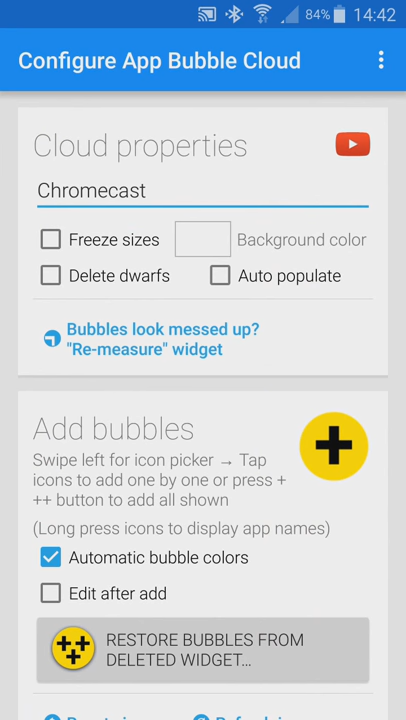 84% 14:42
Configure App Bubble Cloud
Cloud properties
Chromecast
Freeze sizes
Background color
Delete dwarfs
Auto populate
Bubbles look messed up?
"Re-measure" widget
Add bubbles
Swipe left for icon picker → Tap
icons to add one by one or press +
++ button to add all shown
(Long press icons to display app names)
Automatic bubble colors
Edit after add
RESTORE BUBBLES FROM
DELETED WIDGET...